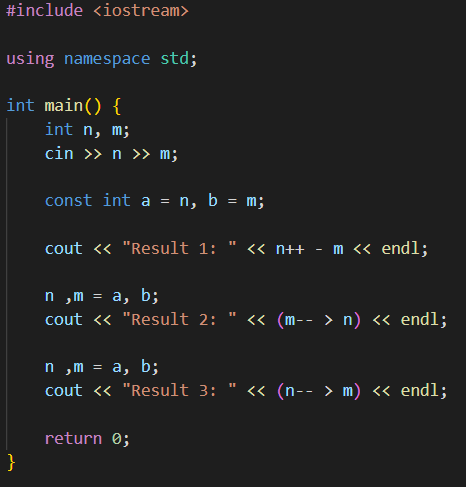 #include <iostream>
using namespace std;
int main() {
int n, m;
cin >> n >> m;
const int a = n, b = m;
cout << "Result 1: " << n++ - m << endl;
n ,m = a, b;
cout << "Result 2: " << (m-- > n) << endl;
n ,m = a, b;
cout << "Result 3: " << (n-- > m) << endl;
return 0;
}